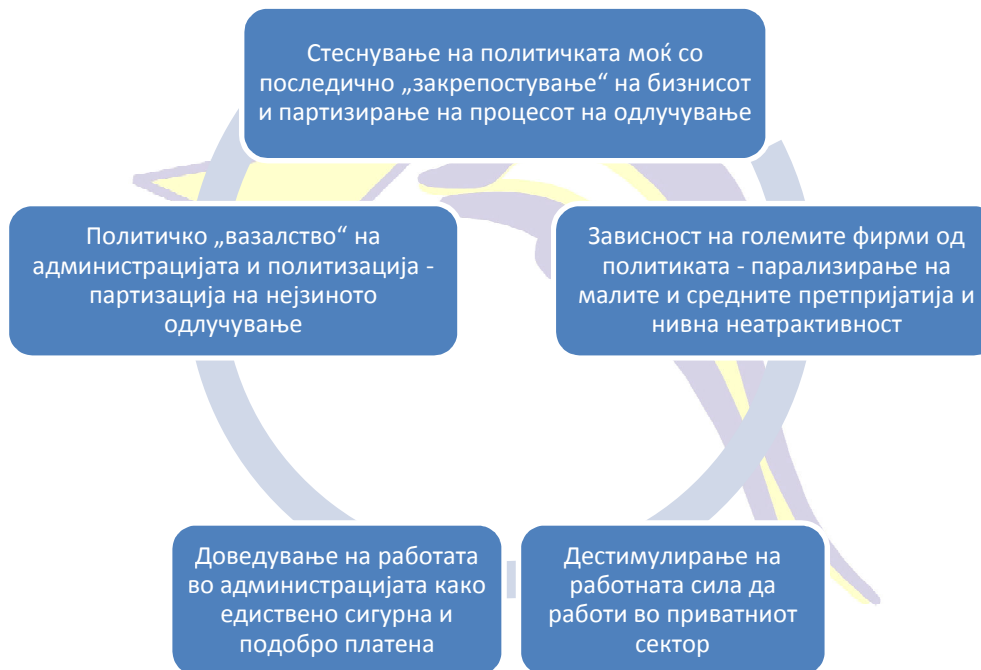 Стеснување на политичката моќ со
последично „закрепостување“ на бизнисот
и партизирање на процесот на одлучување
Политичко „вазалство“ на
администрацијата и политизација -
партизација на нејзиното
одлучување
Зависност на големите фирми од
политиката - парализирање на
малите и средните претпријатија и
нивна неатрактивност
Доведување на работата
во администрацијата како
едиствено сигурна и
подобро платена
Дестимулирање на
работната сила да
работи во приватниот
сектор